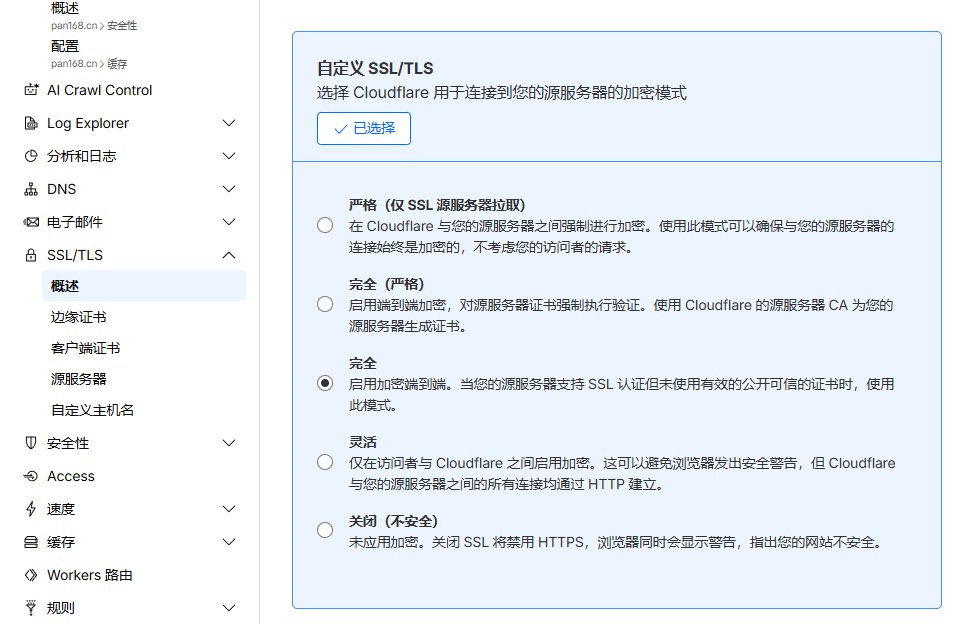 概述
pan168.cn > 安全性
配置
pan168.cn > 缓存
AI Crawl Control
Log Explorer
分析和日志
DNS
电子邮件
SSL/TLS
概述
边缘证书
客户端证书
源服务器
自定义主机名
安全性
Access
速度
缓存
Workers 路由
规则
自定义 SSL/TLS
选择 Cloudflare 用于连接到您的源服务器的加密模式
已选择
严格（仅 SSL 源服务器拉取）
在 Cloudflare 与您的源服务器之间强制进行加密。使用此模式可以确保与您的源服务器的
连接始终是加密的，不考虑您的访问者的请求。
完全（严格）
启用端到端加密，对源服务器证书强制执行验证。使用 Cloudflare 的源服务器 CA 为您的
源服务器生成证书。
完全
启用加密端到端。当您的源服务器支持 SSL 认证但未使用有效的公开可信的证书时，使用
此模式。
灵活
仅在访问者与 Cloudflare 之间启用加密。这可以避免浏览器发出安全警告，但 Cloudflare
与您的源服务器之间的所有连接均通过 HTTP 建立。
关闭（不安全）
未应用加密。关闭 SSL 将禁用 HTTPS，浏览器同时会显示警告，指出您的网站不安全。